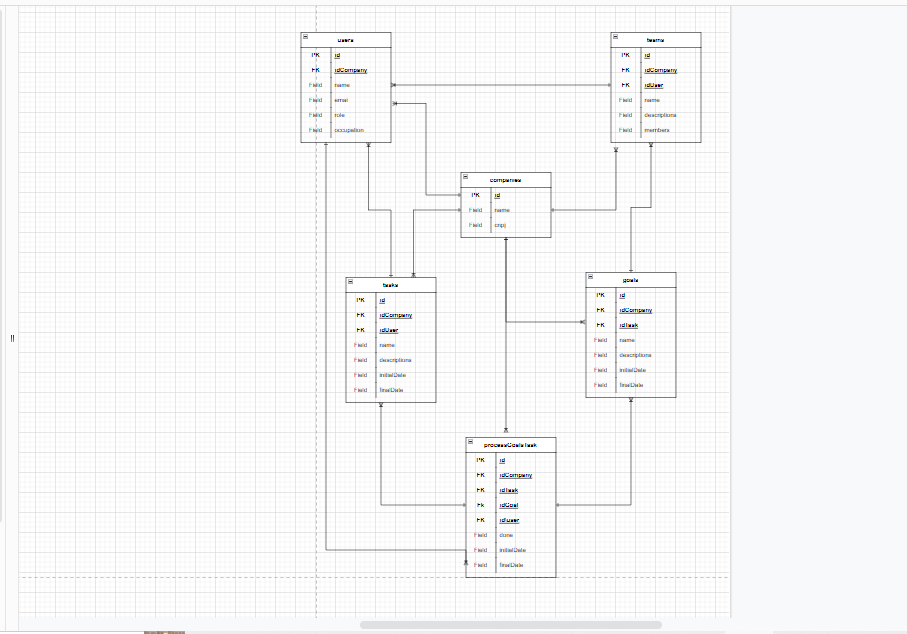 users
PK id
FK idCompany
Field name
Field email
Field role
Field occupation
teams
PK id
FK idCompany
FK idUser
Field name
Field descriptions
Field members
companies
PK id
Field name
Field cnpj
tasks
PK id
FK idCompany
FK idUser
Field name
Field descriptions
Field initialDate
Field finalDate
goals
PK id
FK idCompany
FK idTask
Field name
Field descriptions
Field initialDate
Field finalDate
processGoalsTask
PK id
FK idCompany
FK idTask
Fk idGoal
FK idUser
Field done
Field initialDate
Field finalDate